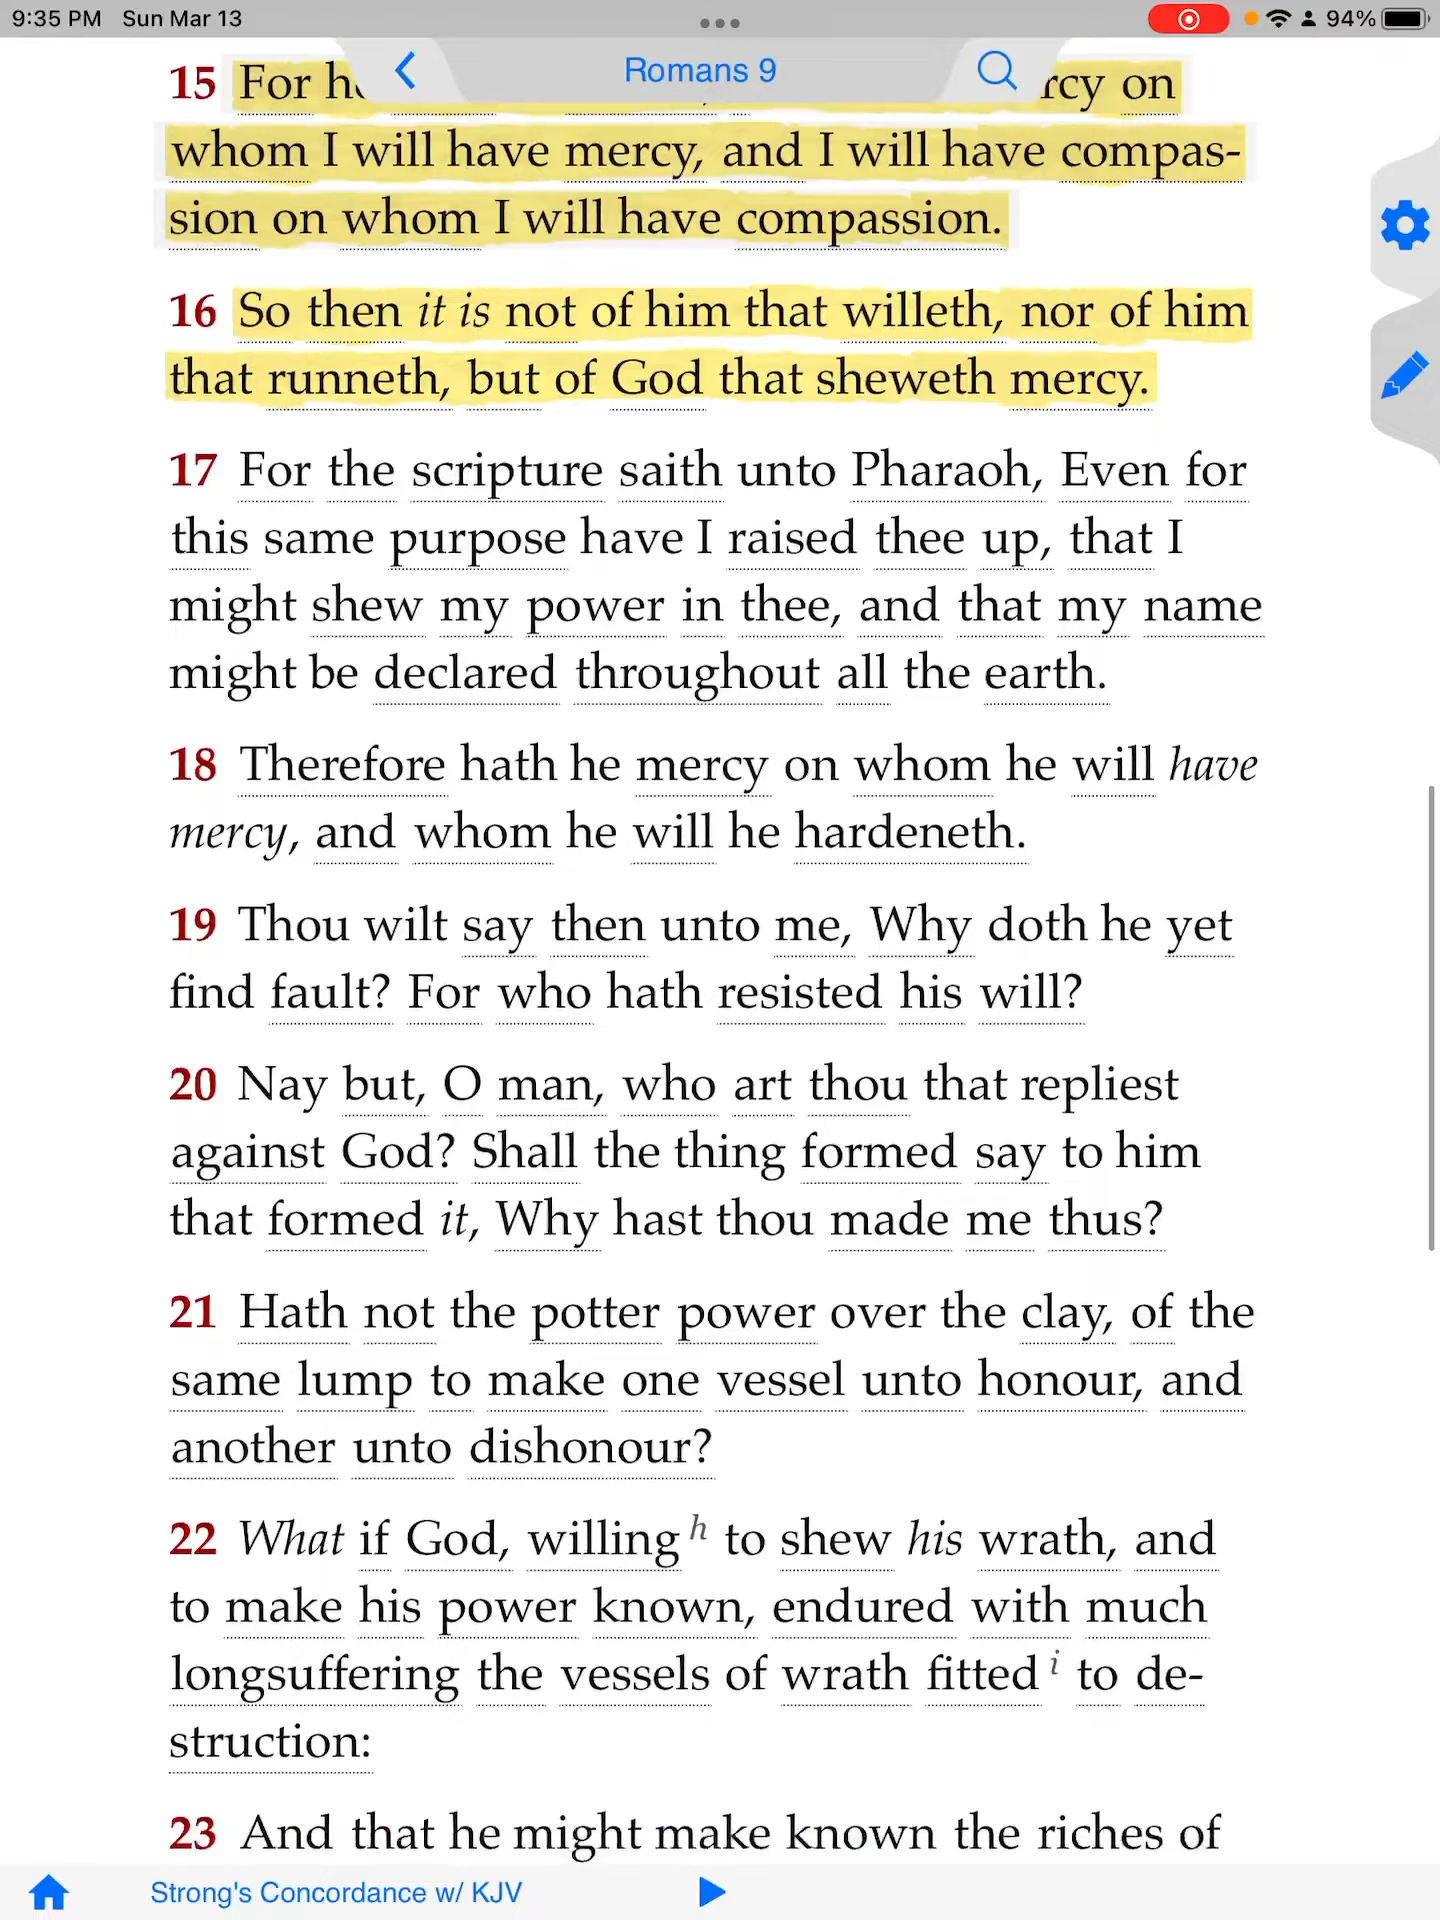 9:35 PM Sun Mar 13
94%
Romans 9
15 For
on
whom I will have mercy, and I will have compas-
sion on whom I will have compassion.
16 So then it is not of him that willeth, nor of him
that runneth, but of God that sheweth mercy.
17 For the scripture saith unto Pharaoh, Even for
this same purpose have I raised thee up, that I
might shew my power in thee, and that my name
might be declared throughout all the earth.
18 Therefore hath he mercy on whom he will have
mercy, and whom he will he hardeneth.
19 Thou wilt say then unto me, Why doth he yet
find fault? For who hath resisted his will?
20 Nay but, O man, who art thou that repliest
against God? Shall the thing formed say to him
that formed it, Why hast thou made me thus?
21 Hath not the potter power over the clay, of the
same lump to make one vessel unto honour, and
another unto dishonour?
22 What if God, willing h to shew his wrath, and
to make his power known, endured with much
longsuffering the vessels of wrath fitted i to de-
struction:
23 And that he might make known the riches of
Strong's Concordance w/ KJV